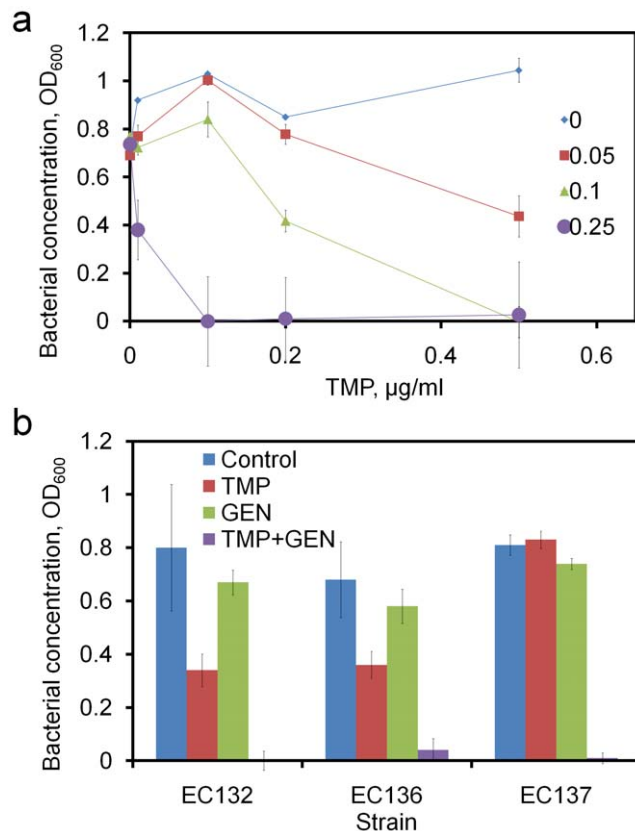 a
Bacterial concentration, OD600
1.2
1
0.8
0.6
0.4
0.2
0
0
0.2
0.4
0.6
TMP, µg/ml
0
0.05
0.1
0.25
b
Bacterial concentration, OD600
1.2
1
0.8
0.6
0.4
0.2
0
Control
TMP
GEN
TMP+GEN
EC132
EC136
EC137
Strain